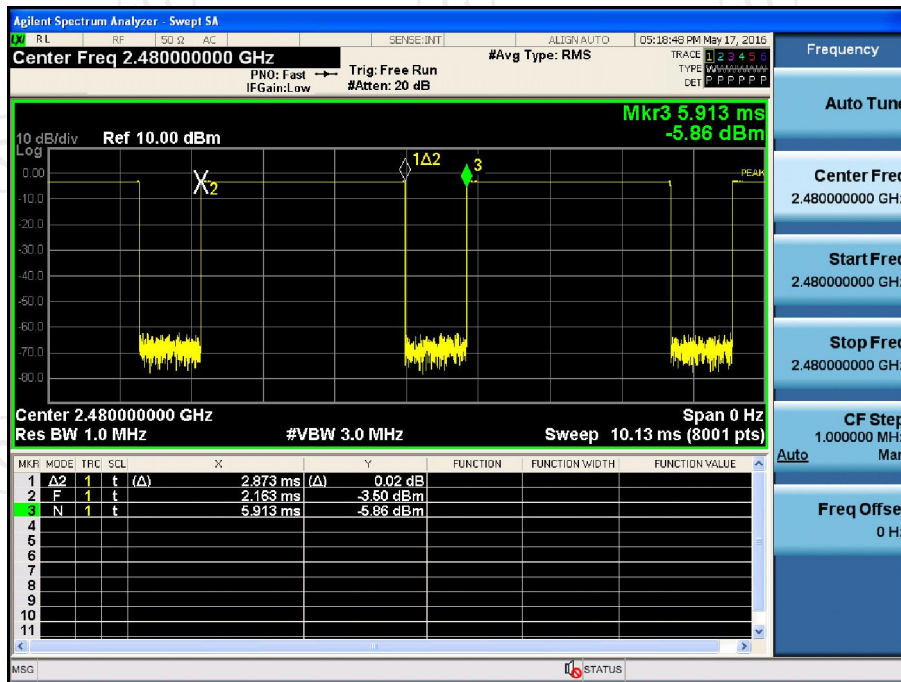 Agilent Spectrum Analyzer - Swept SA
RL RF 50 Ω AC SENSE:INT ALIGN AUTO 05:18:48 PM May 17, 2016
Center Freq 2.480000000 GHz #Avg Type: RMS TRACE 1 2 3 4 5 6
PNO: Fast Trig: Free Run TYPE W W W W W W
IFGain:Low #Atten: 20 dB DET P P P P P P
Mkr3 5.913 ms
10 dB/div Ref 10.00 dBm -5.86 dBm
Log
0.00
-10.0
-20.0
-30.0
-40.0
-50.0
-60.0
-70.0
-80.0
X2 1Δ2 3 PEAK
Center 2.480000000 GHz Span 0 Hz
Res BW 1.0 MHz #VBW 3.0 MHz Sweep 10.13 ms (8001 pts)
MKR MODE TRC SCL X Y FUNCTION FUNCTION WIDTH FUNCTION VALUE
1 Δ2 1 t (Δ) 2.873 ms (Δ) 0.02 dB
2 F 1 t 2.163 ms -3.50 dBm
3 N 1 t 5.913 ms -5.86 dBm
4
5
6
7
8
9
10
11
MSG STATUS
Frequency
Auto Tune
Center Freq
2.480000000 GHz
Start Freq
2.480000000 GHz
Stop Freq
2.480000000 GHz
CF Step
1.000000 MHz
Auto Man
Freq Offset
0 Hz